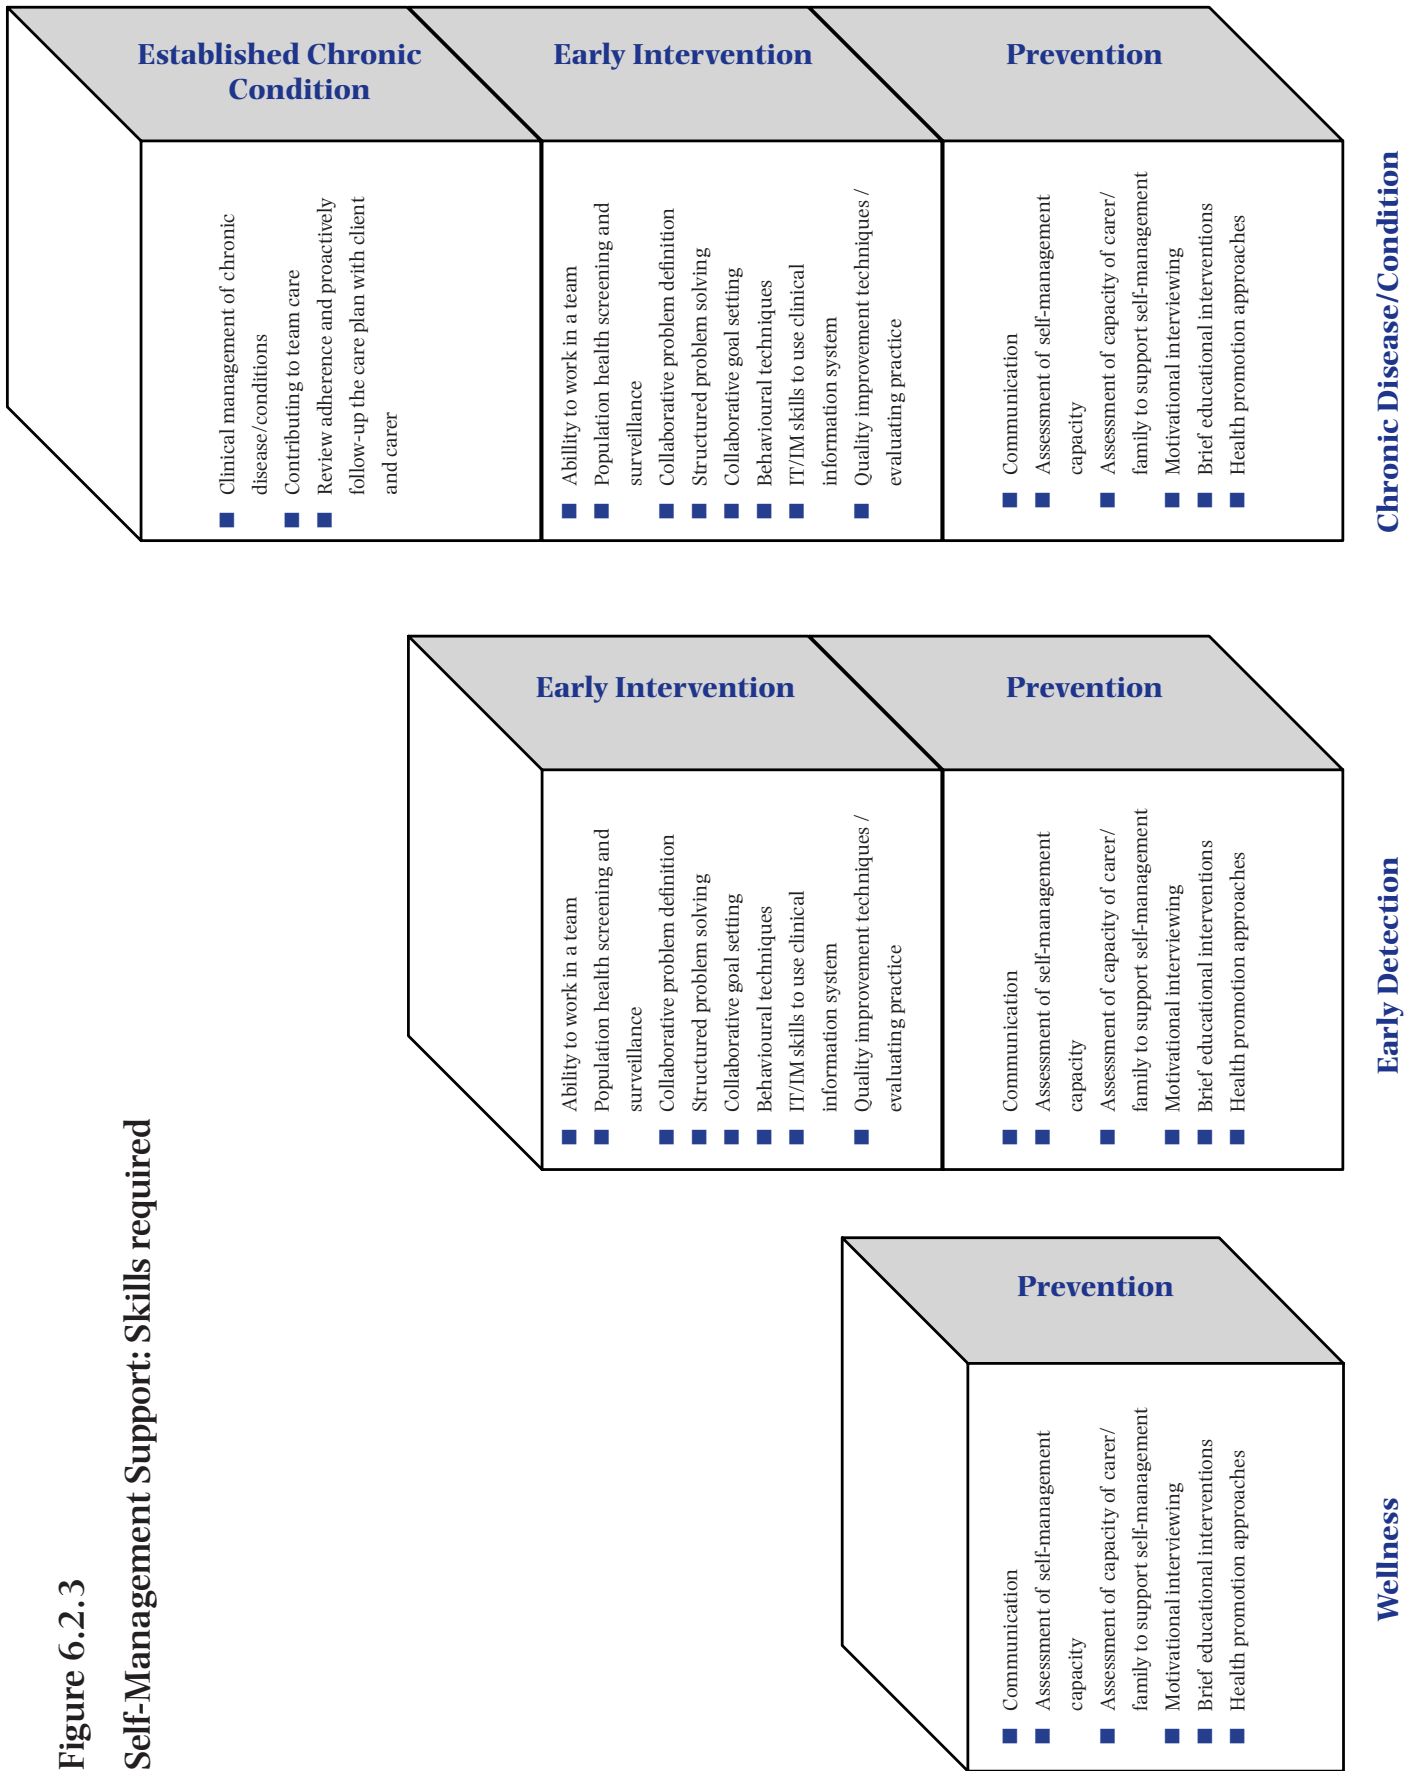 Figure 6.2.3
Self-Management Support: Skills required
Prevention
■ Communication
■ Assessment of self-management
capacity
■ Assessment of capacity of carer/
family to support self-management
■ Motivational interviewing
■ Brief educational interventions
■ Health promotion approaches
Wellness
Early Intervention
■ Ability to work in a team
■ Population health screening and
surveillance
■ Collaborative problem definition
■ Structured problem solving
■ Collaborative goal setting
■ Behavioural techniques
■ IT/IM skills to use clinical
information system
■ Quality improvement techniques /
evaluating practice
Prevention
■ Communication
■ Assessment of self-management
capacity
■ Assessment of capacity of carer/
family to support self-management
■ Motivational interviewing
■ Brief educational interventions
■ Health promotion approaches
Early Detection
Established Chronic
Condition
■ Clinical management of chronic
disease/conditions
■ Contributing to team care
■ Review adherence and proactively
follow-up the care plan with client
and carer
Early Intervention
■ Ability to work in a team
■ Population health screening and
surveillance
■ Collaborative problem definition
■ Structured problem solving
■ Collaborative goal setting
■ Behavioural techniques
■ IT/IM skills to use clinical
information system
■ Quality improvement techniques /
evaluating practice
Prevention
■ Communication
■ Assessment of self-management
capacity
■ Assessment of capacity of carer/
family to support self-management
■ Motivational interviewing
■ Brief educational interventions
■ Health promotion approaches
Chronic Disease/Condition